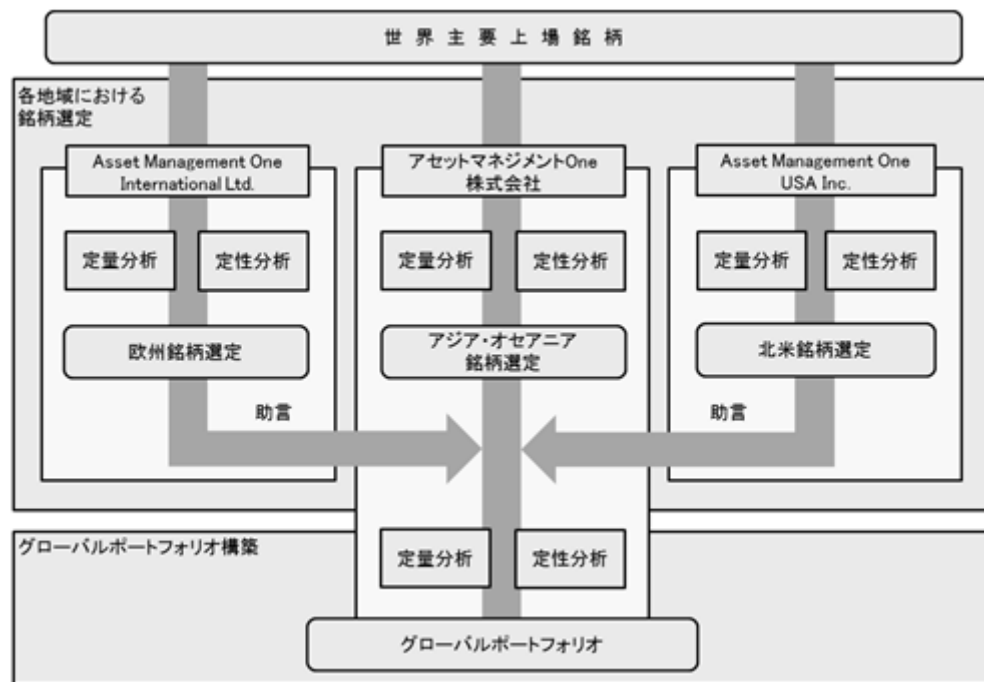 世界主要上場銘柄
各地域における
銘柄選定
Asset Management One
International Ltd.
アセットマネジメントOne
株式会社
Asset Management One
USA Inc.
定量分析
定性分析
定量分析
定性分析
定量分析
定性分析
欧州銘柄選定
アジア・オセアニア
銘柄選定
北米銘柄選定
助言
助言
グローバルポートフォリオ構築
定量分析
定性分析
グローバルポートフォリオ